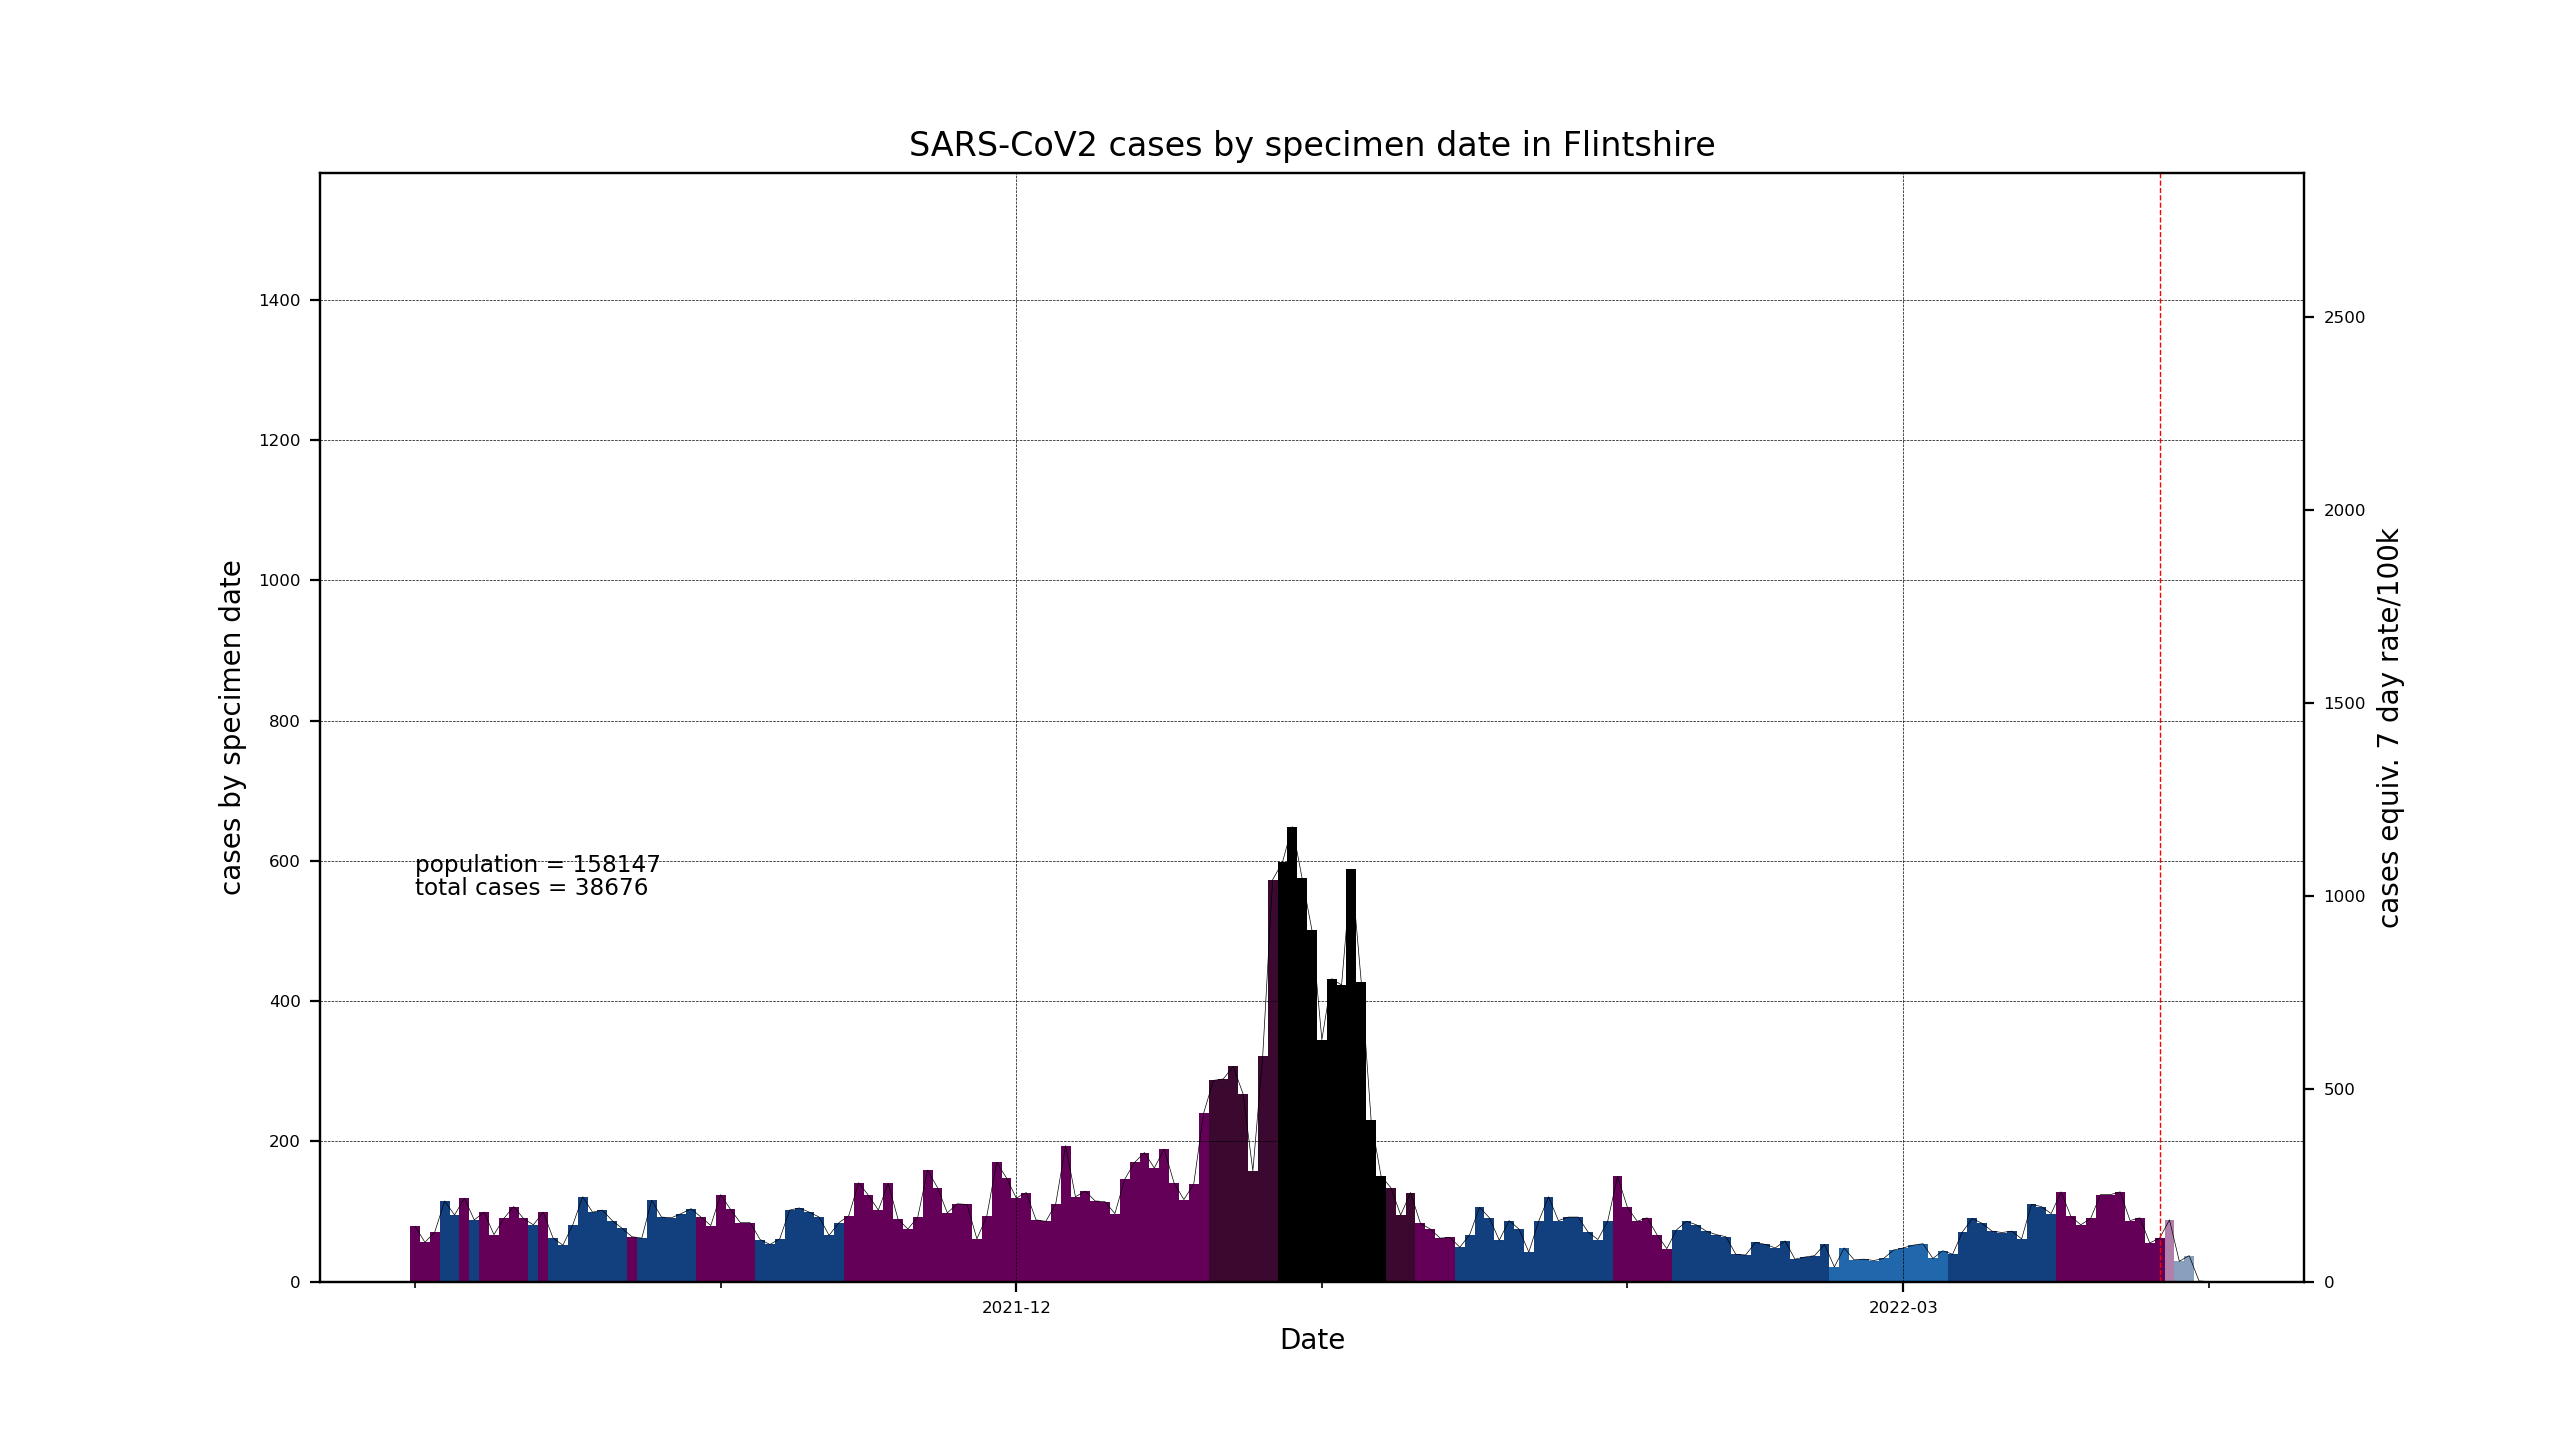 SARS-CoV2 cases by specimen date in Flintshire
cases by specimen date
1400
1200
1000
800
600
400
200
0
population = 158147
total cases = 38676
2500
2000
1500
1000
500
0
cases equiv. 7 day rate/100k
2021-12
2022-03
Date